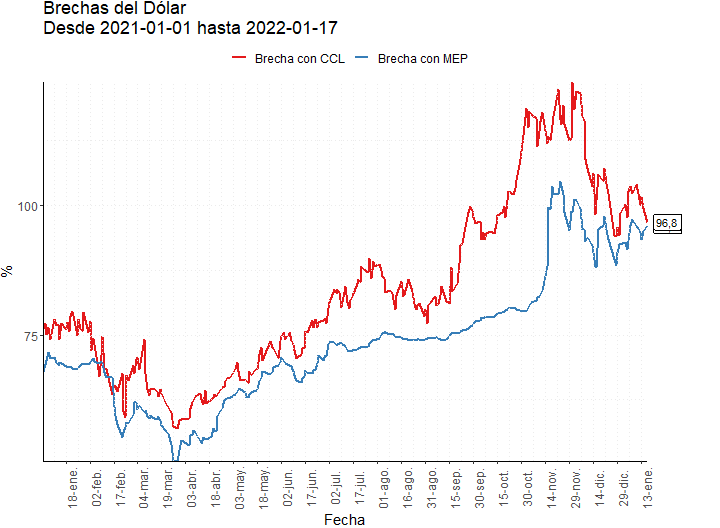 Brechas del Dólar
Desde 2021-01-01 hasta 2022-01-17
Brecha con CCL
Brecha con MEP
100
75
%
96,8
18-ene.
02-feb.
17-feb.
04-mar.
19-mar.
03-abr.
18-abr.
03-may.
18-may.
02-jun.
17-jun.
02-jul.
17-jul.
01-ago.
16-ago.
31-ago.
15-sep.
30-sep.
15-oct.
30-oct.
14-nov.
29-nov.
14-dic.
29-dic.
13-ene.
Fecha